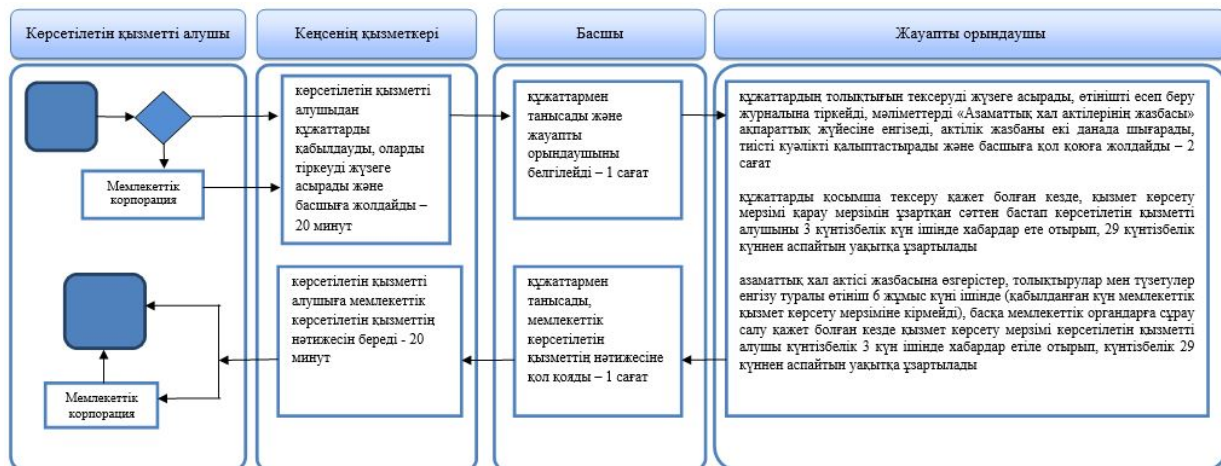 Көрсетілетін қызметті алушы
Кеңсенің қызметкері
Басшы
Жауапты орындаушы
Мемлекеттік
корпорация
көрсетілетін қызметті
алушыдан
құжаттарды
қабылдауды, оларды
тіркеуді жүзеге
асырады және
басшыға жолдайды –
20 минут
құжаттармен
танысады және
жауапты
орындаушыны
белгілейді – 1 сағат
құжаттардың толықтығын тексеруді жүзеге асырады, өтінішті есеп беру
журналына тіркейді, мәліметтерді «Азаматтық хал актілерінің жазбасы»
ақпараттық жүйесіне енгізеді, актілік жазбаны екі данада шығарады,
тиісті куәлікті қалыптастырады және басшыға қол қоюға жолдайды – 2
сағат
құжаттарды қосымша тексеру қажет болған кезде, қызмет көрсету
мерзімі қарау мерзімін ұзартқан сәттен бастап көрсетілетін қызметті
алушыны 3 күнтізбелік күн ішінде хабардар ете отырып, 29 күнтізбелік
күннен аспайтын уақытқа ұзартылады
азаматтық хал актісі жазбасына өзгерістер, толықтырулар мен түзетулер
енгізу туралы өтініш 6 жұмыс күні ішінде (қабылданған күн мемлекеттік
қызмет көрсету мерзіміне кірмейді), басқа мемлекеттік органдарға сұрау
салу қажет болған кезде қызмет көрсету мерзімі көрсетілетін қызметті
алушы күнтізбелік 3 күн ішінде хабардар етіле отырып, күнтізбелік 29
күннен аспайтын уақытқа ұзартылады
құжаттармен
танысады,
мемлекеттік
көрсетілетін
қызметтің нәтижесіне
қол қояды – 1 сағат
көрсетілетін қызметті
алушыға мемлекеттік
көрсетілетін қызметтің
нәтижесін береді - 20
минут
Мемлекеттік
корпорация